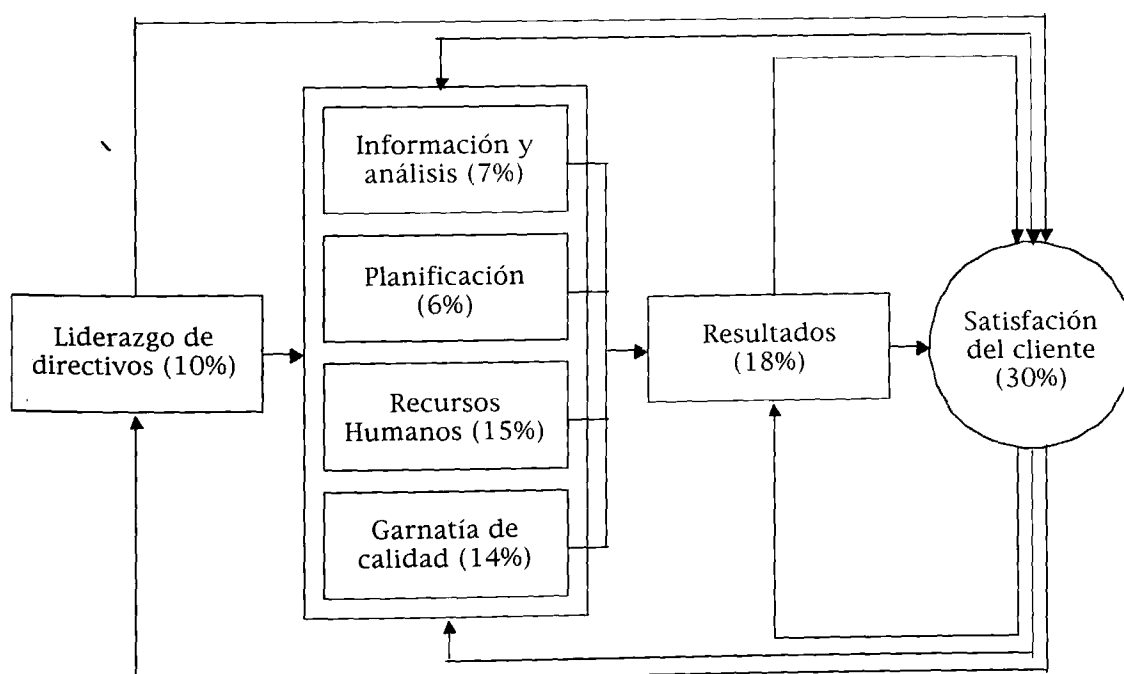 Información y
análisis (7%)
Planificación
(6%)
Liderazgo de
directivos (10%)
Recursos
Humanos (15%)
Garnatía de
calidad (14%)
Resultados
(18%)
Satisfación
del cliente
(30%)